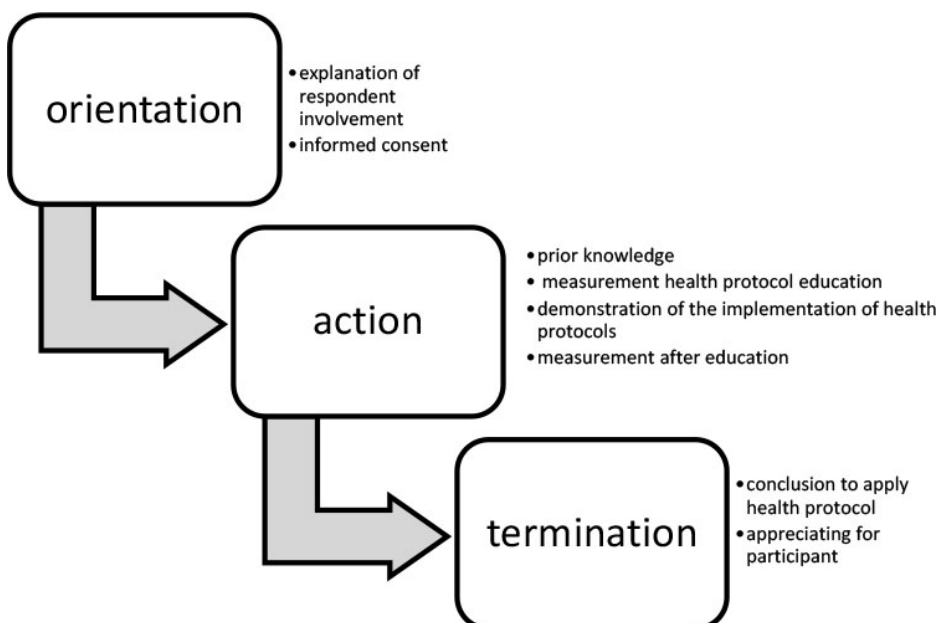 orientation
•explanation of
respondent
involvement
•informed consent
action
•prior knowledge
• measurement health protocol education
•demonstration of the implementation of health
protocols
•measurement after education
termination
•conclusion to apply
health protocol
•appreciating for
participant